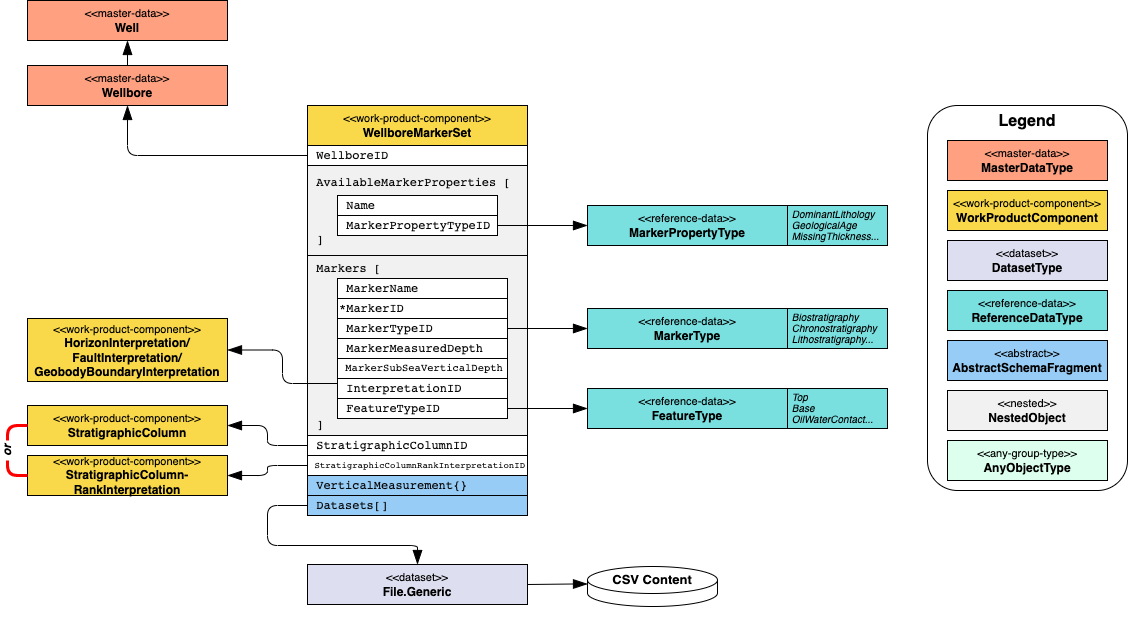 <<master-data>>
Well
<<master-data>>
Wellbore
<<work-product-component>>
WellboreMarkerSet
WellboreID
AvailableMarkerProperties [
Name
MarkerPropertyTypeID
]
Markers [
MarkerName
*MarkerID
MarkerTypeID
MarkerMeasuredDepth
MarkerSubSeaVerticalDepth
InterpretationID
FeatureTypeID
]
StratigraphicColumnID
StratigraphicColumnRankInterpretationID
VerticalMeasurement{}
Datasets[]
<<reference-data>>
MarkerPropertyType
DominantLithology
GeologicalAge
MissingThickness...
<<reference-data>>
MarkerType
Biostratigraphy
Chronostratigraphy
Lithostratigraphy...
<<reference-data>>
FeatureType
Top
Base
OilWaterContact...
<<work-product-component>>
HorizonInterpretation/
FaultInterpretation/
GeobodyBoundaryInterpretation
<<work-product-component>>
StratigraphicColumn
or
<<work-product-component>>
StratigraphicColumn-
RankInterpretation
<<dataset>>
File.Generic
CSV Content
Legend
<<master-data>>
MasterDataType
<<work-product-component>>
WorkProductComponent
<<dataset>>
DatasetType
<<reference-data>>
ReferenceDataType
<<abstract>>
AbstractSchemaFragment
<<nested>>
NestedObject
<<any-group-type>>
AnyObjectType